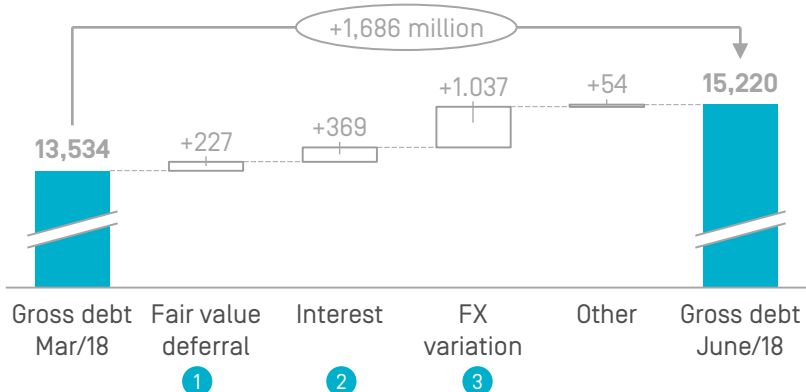 +1,686 million
13,534
+227
+369
+1.037
+54
15,220
Gross debt
Mar/18
Fair value
deferral
Interest
FX
variation
Other
Gross debt
June/18
1
2
3